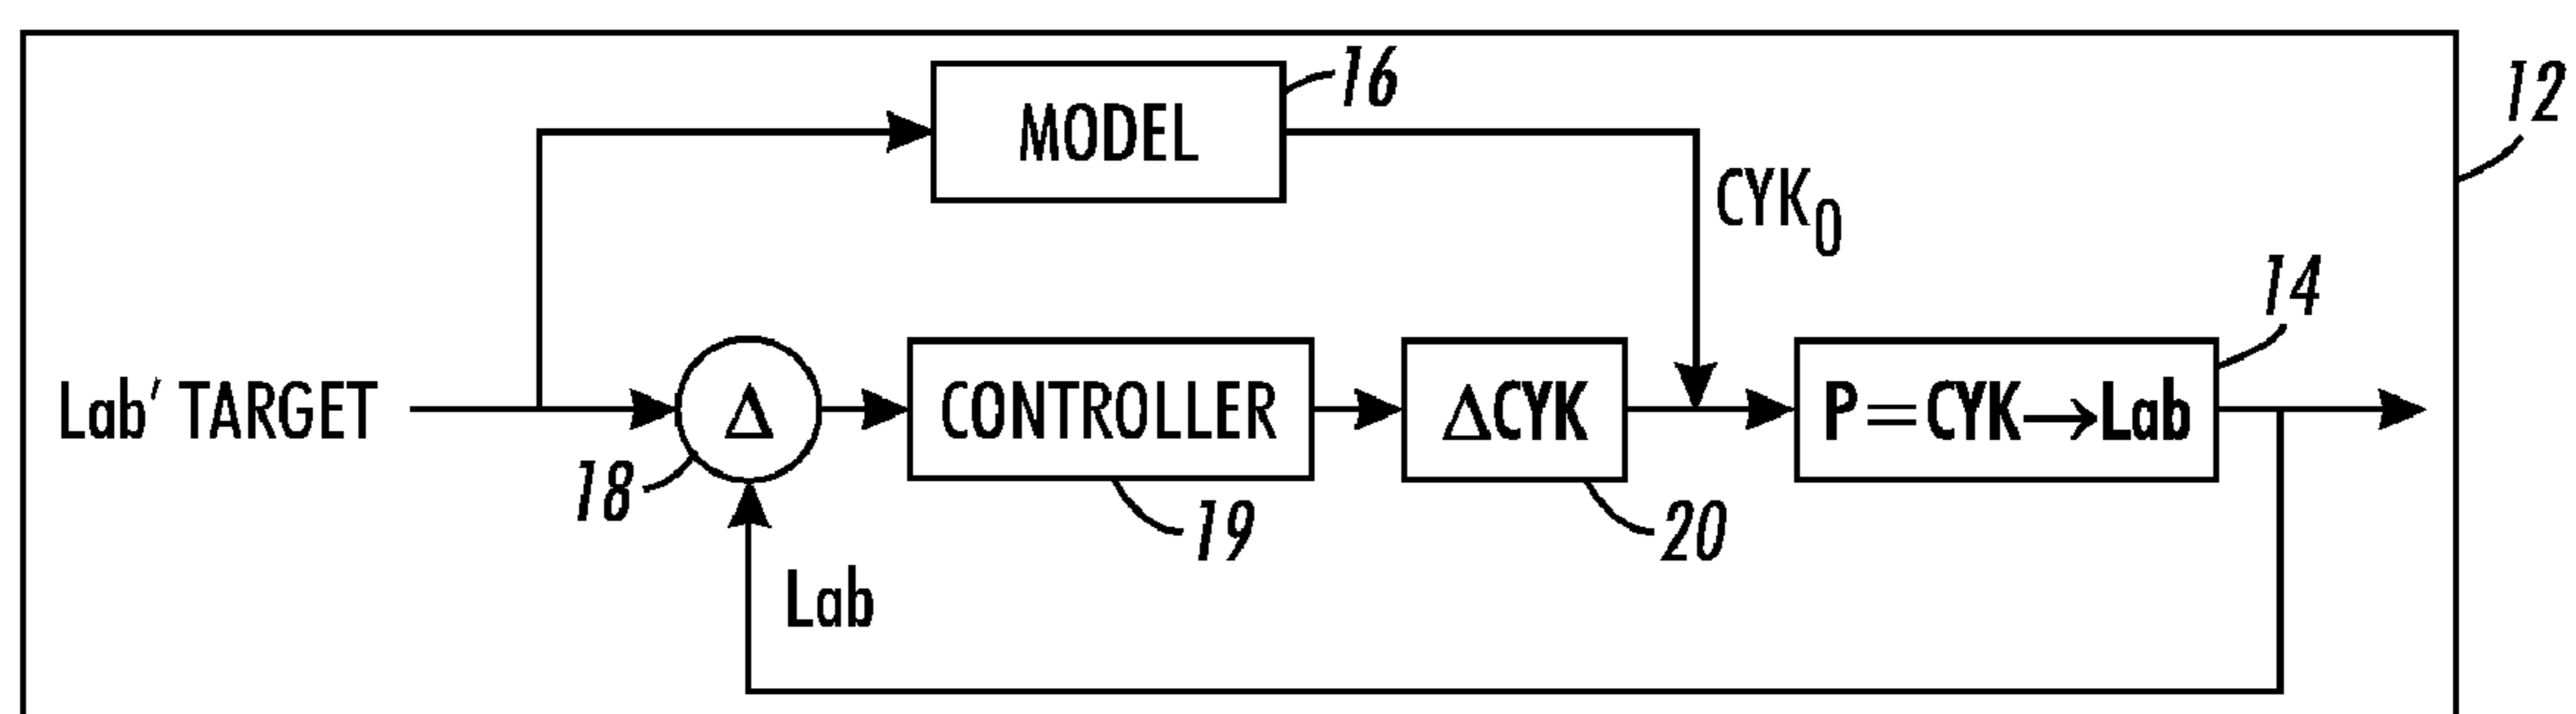 16
12
MODEL
CYK0
14
Lab' TARGET
Δ
CONTROLLER
ΔCYK
P=CYK→Lab
18
19
20
Lab